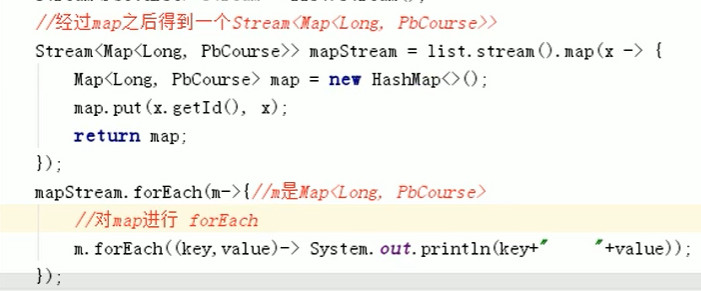 //经过map之后得到一个Stream<Map<Long, PbCourse>>
Stream<Map<Long, PbCourse>> mapStream = list.stream().map(x -> {
    Map<Long, PbCourse> map = new HashMap<>();
    map.put(x.getId(), x);
    return map;
});
mapStream.forEach(m->{//m是Map<Long, PbCourse>
    //对map进行 forEach
    m.forEach((key,value)-> System.out.println(key+"    "+value));
});